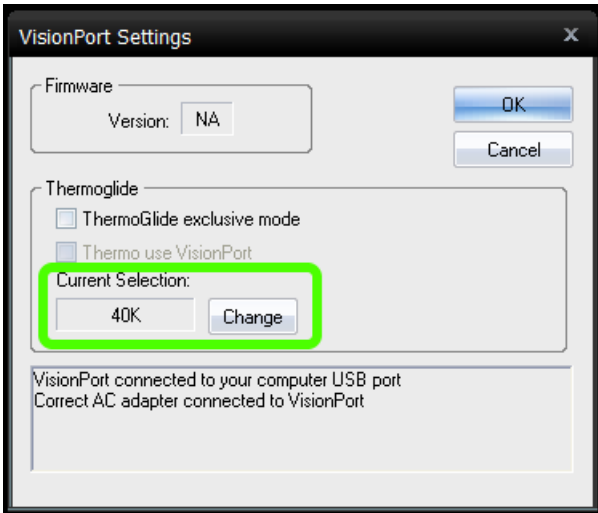 VisionPort Settings
x
Firmware
Version: NA
OK
Cancel
Thermoglide
ThermoGlide exclusive mode
Thermo use VisionPort
Current Selection:
40K
Change
VisionPort connected to your computer USB port
Correct AC adapter connected to VisionPort